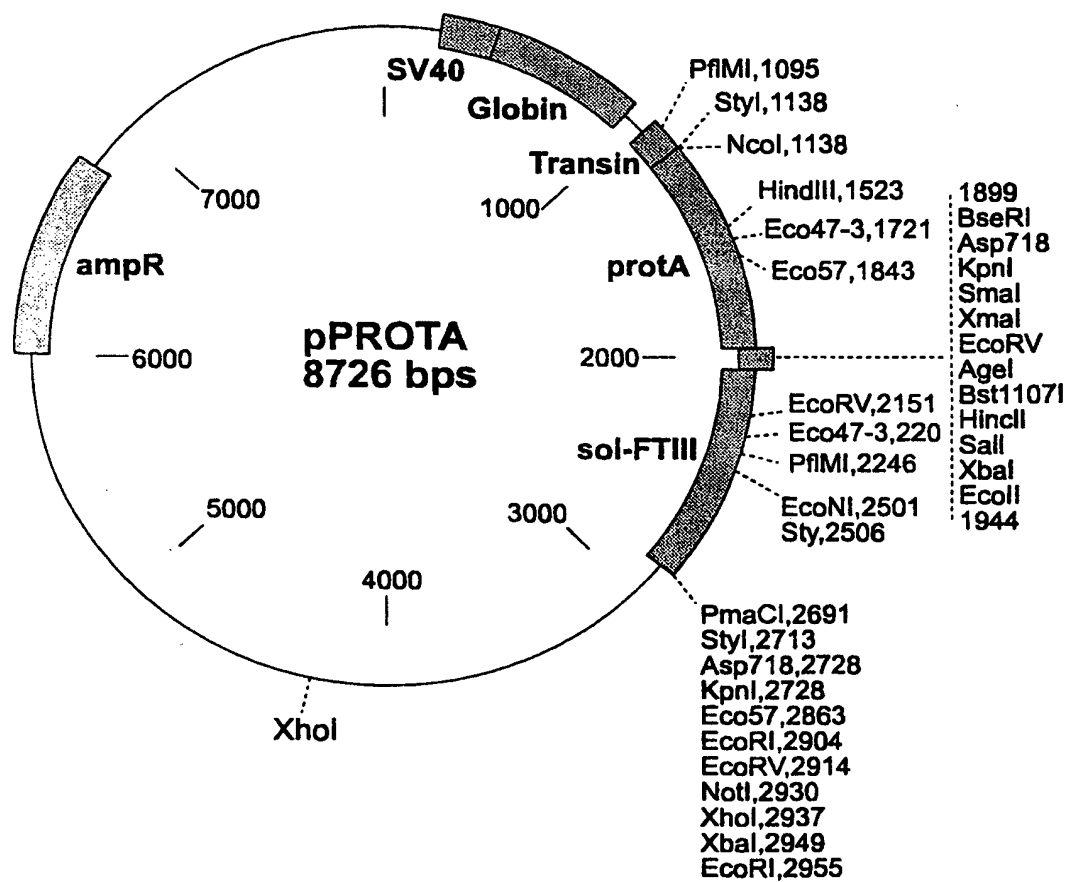 SV40
Globin
Transin
PflMI,1095
StyI,1138
NcoI,1138
HindIII,1523
Eco47-3,1721
Eco57,1843
protA
1000
7000
ampR
pPROTA
8726 bps
6000
2000
1899
BseRI
Asp718
KpnI
SmaI
XmaI
EcoRV
AgeI
Bst1107I
HincII
SalI
XbaI
EcoII
1944
EcoRV,2151
Eco47-3,220
PflMI,2246
sol-FTIII
EcoNI,2501
Sty,2506
5000
3000
4000
XhoI
PmaCI,2691
StyI,2713
Asp718,2728
KpnI,2728
Eco57,2863
EcoRI,2904
EcoRV,2914
NotI,2930
XhoI,2937
XbaI,2949
EcoRI,2955